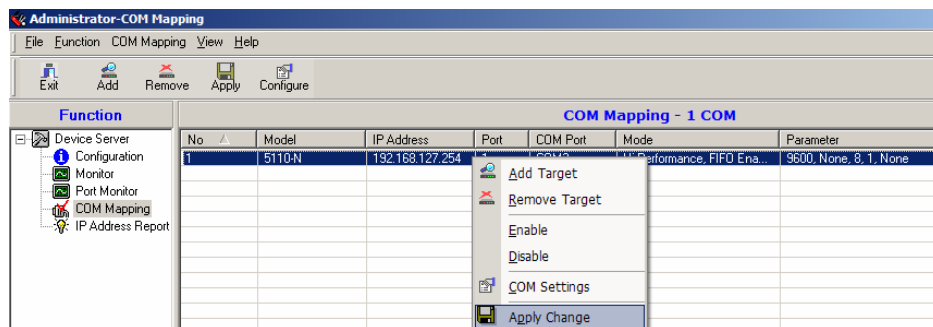 Administrator-COM Mapping
File Function COM Mapping View Help
Exit Add Remove Apply Configure
Function
COM Mapping - 1 COM
Device Server
Configuration
Monitor
Port Monitor
COM Mapping
IP Address Report
No Model IP Address Port COM Port Mode Parameter
1 5110-N 192.168.127.254 Performance, FIFO Ena... 9600, None, 8, 1, None
Add Target
Remove Target
Enable
Disable
COM Settings
Apply Change